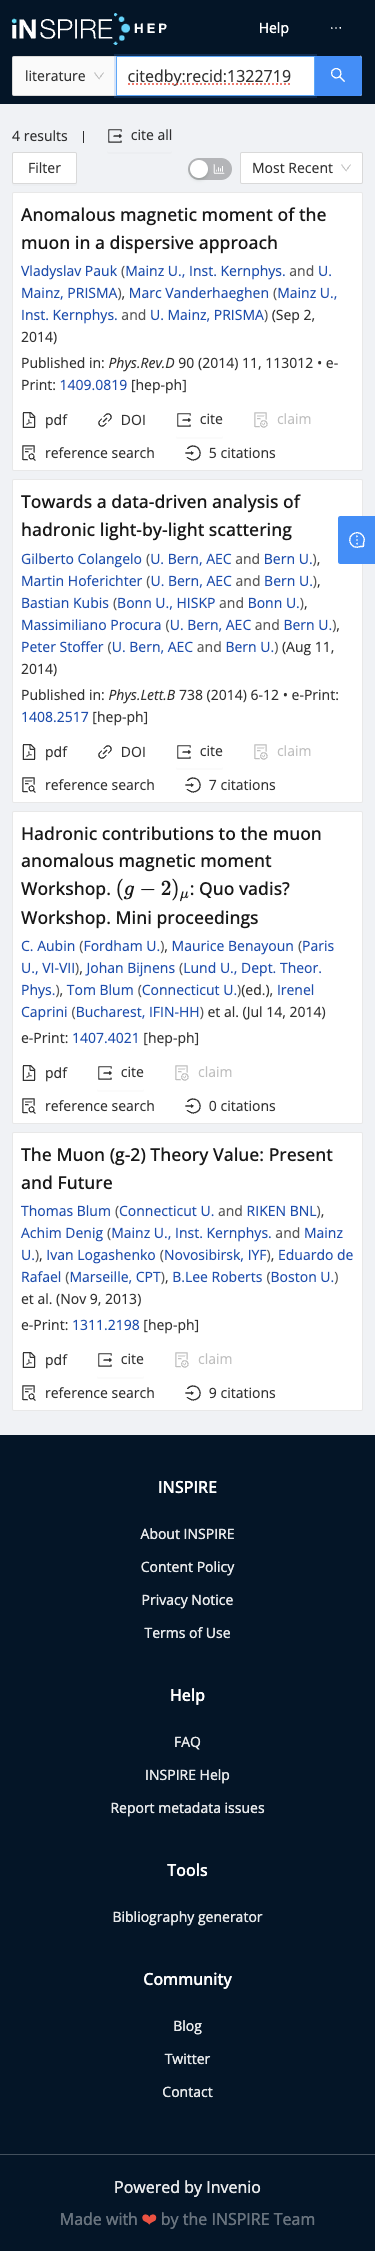 iNSPIRE HEP
Help
...
literature
citedby:recid:1322719
4 results
cite all
Filter
Most Recent
Anomalous magnetic moment of the
muon in a dispersive approach
Vladyslav Pauk (Mainz U., Inst. Kernphys. and U.
Mainz, PRISMA), Marc Vanderhaeghen (Mainz U.,
Inst. Kernphys. and U. Mainz, PRISMA) (Sep 2,
2014)
Published in: Phys.Rev.D 90 (2014) 11, 113012 • e-
Print: 1409.0819 [hep-ph]
pdf DOI cite claim
reference search 5 citations
Towards a data-driven analysis of
hadronic light-by-light scattering
Gilberto Colangelo (U. Bern, AEC and Bern U.),
Martin Hoferichter (U. Bern, AEC and Bern U.),
Bastian Kubis (Bonn U., HISKP and Bonn U.),
Massimiliano Procura (U. Bern, AEC and Bern U.),
Peter Stoffer (U. Bern, AEC and Bern U.) (Aug 11,
2014)
Published in: Phys.Lett.B 738 (2014) 6-12 • e-Print:
1408.2517 [hep-ph]
pdf DOI cite claim
reference search 7 citations
Hadronic contributions to the muon
anomalous magnetic moment
Workshop. (g − 2)μ: Quo vadis?
Workshop. Mini proceedings
C. Aubin (Fordham U.), Maurice Benayoun (Paris
U., VI-VII), Johan Bijnens (Lund U., Dept. Theor.
Phys.), Tom Blum (Connecticut U.)(ed.), Irenel
Caprini (Bucharest, IFIN-HH) et al. (Jul 14, 2014)
e-Print: 1407.4021 [hep-ph]
pdf cite claim
reference search 0 citations
The Muon (g-2) Theory Value: Present
and Future
Thomas Blum (Connecticut U. and RIKEN BNL),
Achim Denig (Mainz U., Inst. Kernphys. and Mainz
U.), Ivan Logashenko (Novosibirsk, IYF), Eduardo de
Rafael (Marseille, CPT), B.Lee Roberts (Boston U.)
et al. (Nov 9, 2013)
e-Print: 1311.2198 [hep-ph]
pdf cite claim
reference search 9 citations
INSPIRE
About INSPIRE
Content Policy
Privacy Notice
Terms of Use
Help
FAQ
INSPIRE Help
Report metadata issues
Tools
Bibliography generator
Community
Blog
Twitter
Contact
Powered by Invenio
Made with ❤ by the INSPIRE Team